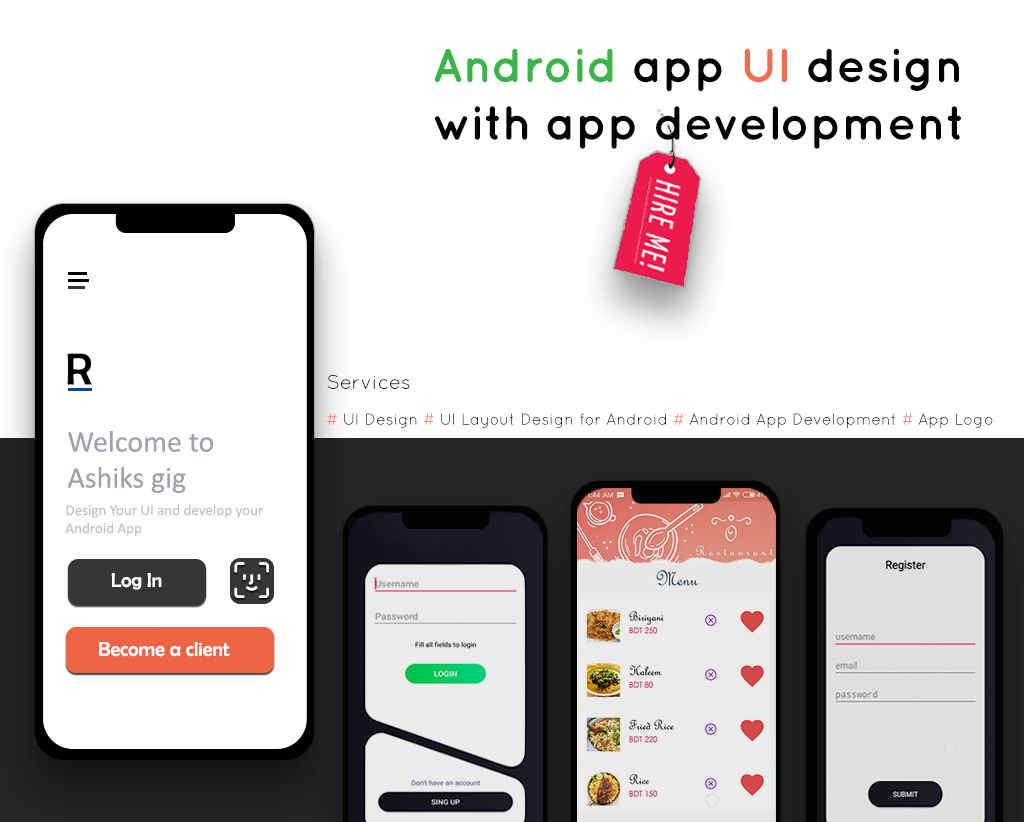 Android app UI design
with app development
HIRE ME!
Services
# UI Design # UI Layout Design for Android # Android App Development # App Logo
R
Welcome to
Ashiks gig
Design Your UI and develop your
Android App
Log In
Become a client
Username
Password
Fill all fields to login
LOGIN
Don't have an account
SING UP
:44 AM
O
Restaurant
Menu
Biriyani
BDT 250
Haleem
BDT 80
Fried Rice
BDT 220
Rice
BDT 150
Register
username
email
password
SUBMIT